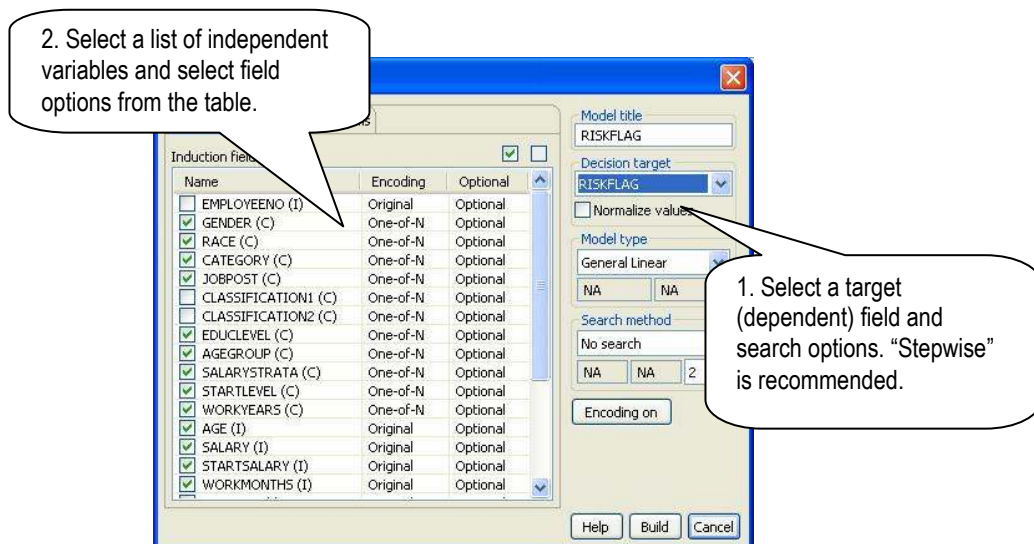 2. Select a list of independent
variables and select field
options from the table.
Induction fie
Name Encoding Optional
EMPLOYEENO (I) Original Optional
GENDER (C) One-of-N Optional
RACE (C) One-of-N Optional
CATEGORY (C) One-of-N Optional
JOBPOST (C) One-of-N Optional
CLASSIFICATION1 (C) One-of-N Optional
CLASSIFICATION2 (C) One-of-N Optional
EDUCLEVEL (C) One-of-N Optional
AGEGROUP (C) One-of-N Optional
SALARYSTRATA (C) One-of-N Optional
STARTLEVEL (C) One-of-N Optional
WORKYEARS (C) One-of-N Optional
AGE (I) Original Optional
SALARY (I) Original Optional
STARTSALARY (I) Original Optional
WORKMONTHS (I) Original Optional
Model title
RISKFLAG
Decision target
RISKFLAG
Normalize values
Model type
General Linear
NA NA
Search method
No search
NA NA 2
Encoding on
Help Build Cancel
1. Select a target
(dependent) field and
search options. “Stepwise”
is recommended.